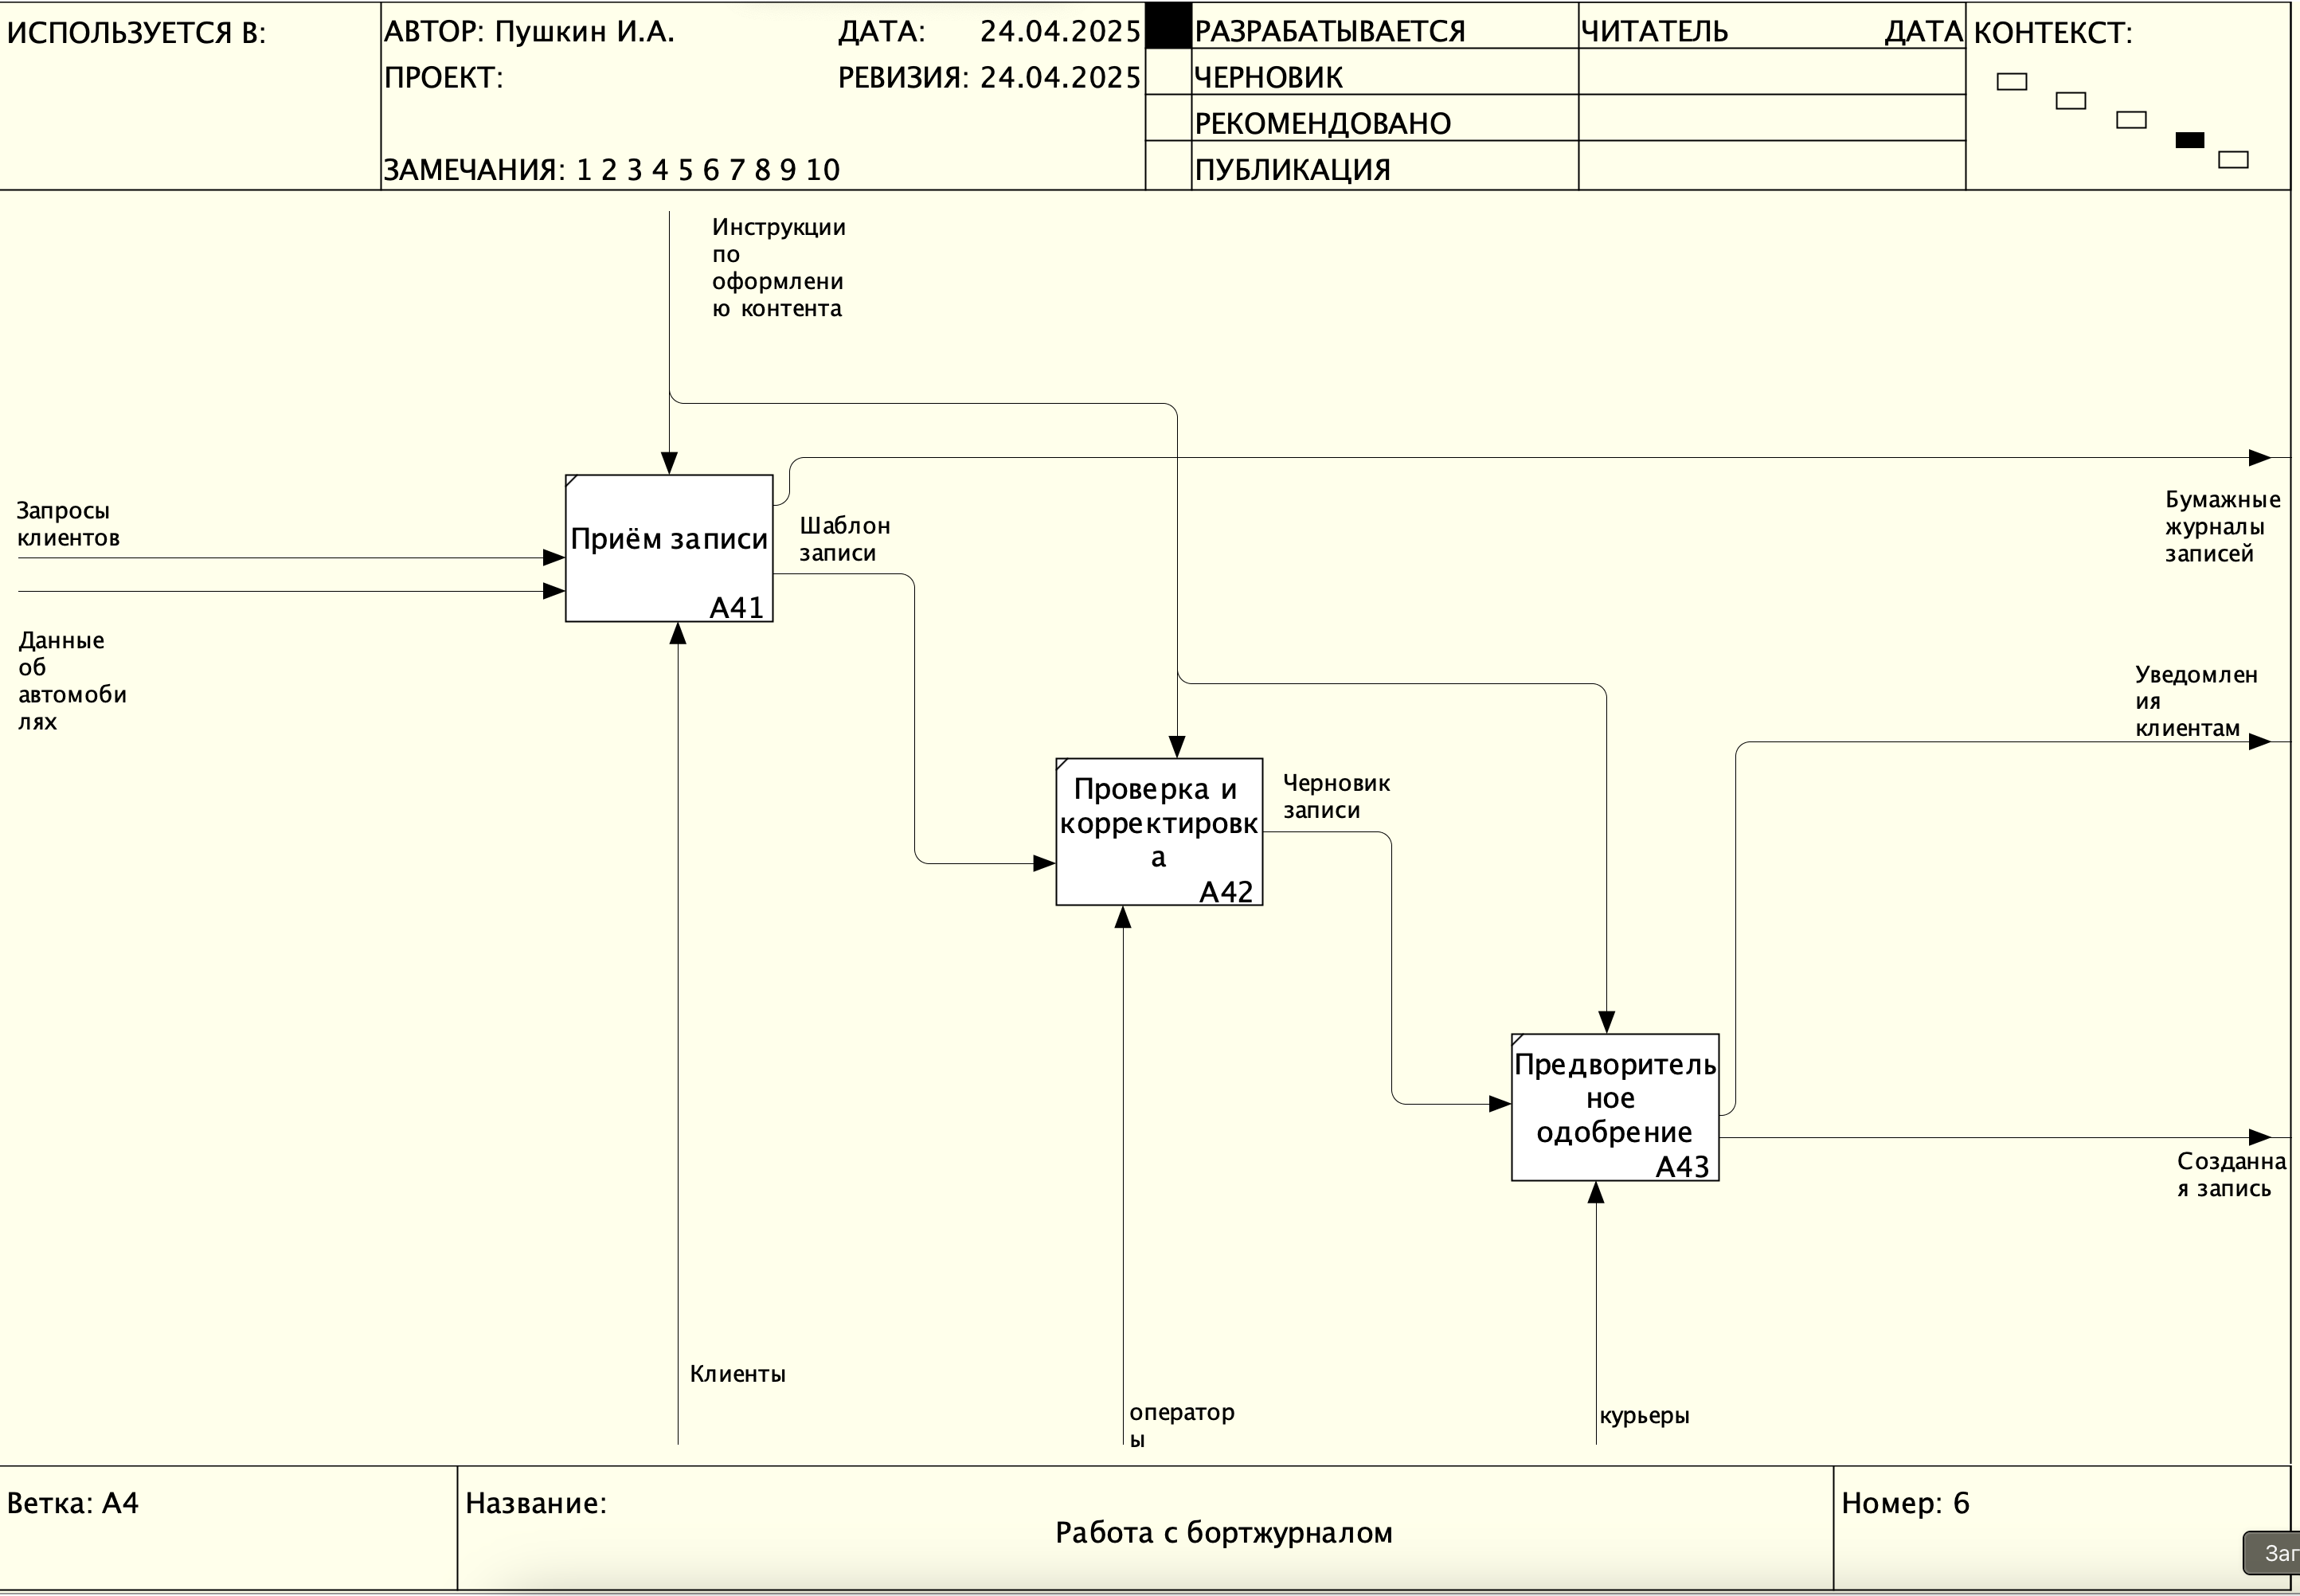 ИСПОЛЬЗУЕТСЯ В:
АВТОР: Пушкин И.А.
ДАТА: 24.04.2025
РАЗРАБАТЫВАЕТСЯ
ЧИТАТЕЛЬ
ДАТА
КОНТЕКСТ:
ПРОЕКТ:
РЕВИЗИЯ: 24.04.2025
ЧЕРНОВИК
РЕКОМЕНДОВАНО
ЗАМЕЧАНИЯ: 1 2 3 4 5 6 7 8 9 10
ПУБЛИКАЦИЯ
Инструкции
по
оформлени
ю контента
Запросы
клиентов
Приём записи
A41
Шаблон
записи
Бумажные
журналы
записей
Данные
об
автомоби
лях
Уведомлен
ия
клиентам
Проверка и
корректировк
а
A42
Черновик
записи
Предворитель
ное
одобрение
A43
Созданна
я запись
Клиенты
оператор
ы
курьеры
Ветка: A4
Название:
Работа с бортжурналом
Номер: 6
Заг